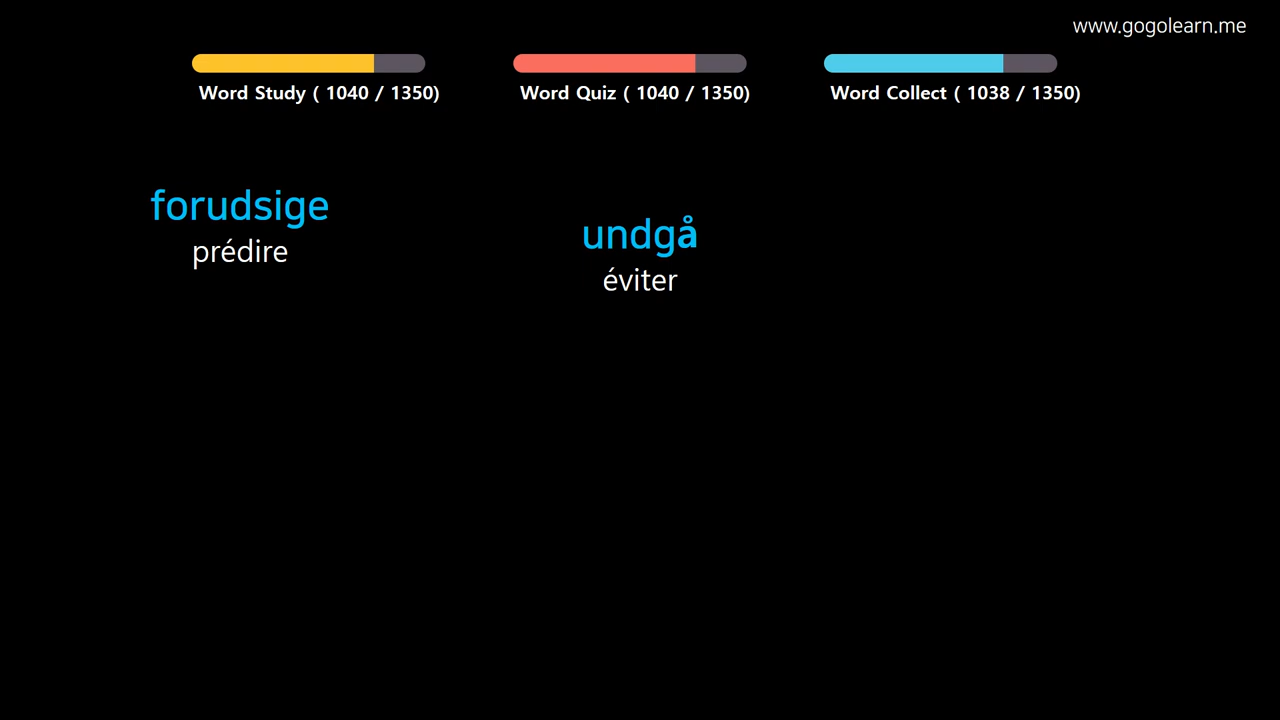 www.gogolearn.me
Word Study ( 1040 / 1350)
Word Quiz ( 1040 / 1350)
Word Collect ( 1038 / 1350)
forudsige
prédire
undgå
éviter